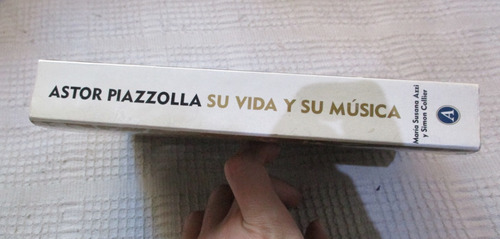 ASTOR PIAZZOLLA SU VIDA Y SU MÚSICA
María Susana Azzi
y Simon Collier
A